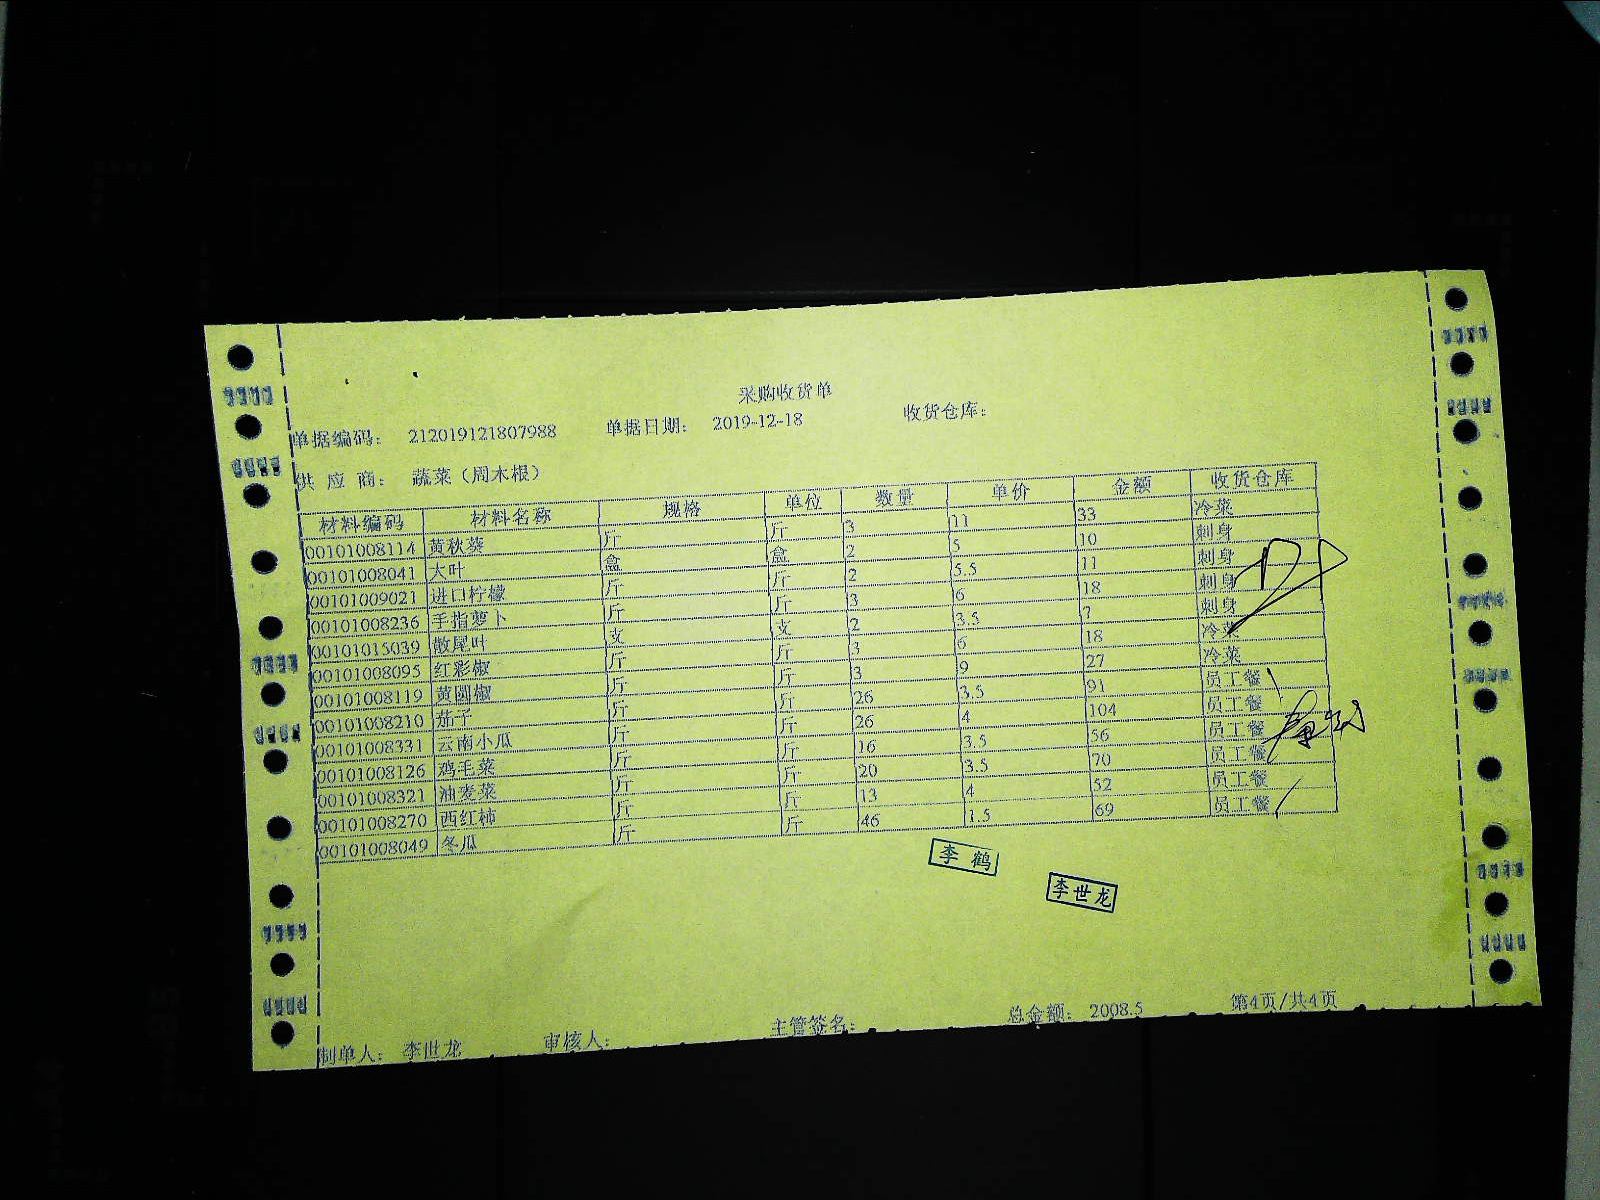 采购收货单
单据编码： 212019121807988 单据日期： 2019-12-18 收货仓库：
供 应 商： 蔬菜（周木根）
材料编码 材料名称 规格 单位 数量 单价 金额 收货仓库
00101008114 黄秋葵 斤 斤 3 11 33 冷菜
00101008041 大叶 盒 盒 2 5 10 刺身
00101009021 进口柠檬 斤 斤 2 5.5 11 刺身
00101008236 手指萝卜 斤 斤 3 6 18 刺身
00101015039 散尾叶 支 支 2 3.5 7 刺身
00101008095 红彩椒 斤 斤 3 6 18 冷菜
00101008119 黄圆椒 斤 斤 3 9 27 冷菜
00101008210 茄子 斤 斤 26 3.5 91 员工餐
00101008331 云南小瓜 斤 斤 26 4 104 员工餐
00101008126 鸡毛菜 斤 斤 16 3.5 56 员工餐
00101008321 油麦菜 斤 斤 20 3.5 70 员工餐
00101008270 西红柿 斤 斤 13 4 52 员工餐
00101008049 冬瓜 斤 斤 46 1.5 69 员工餐
李 鹤
李世龙
制单人： 李世龙 审核人： 主管签名： 总金额： 2008.5 第4页/共4页